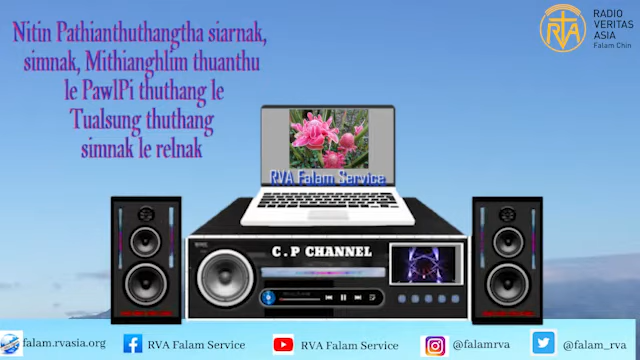 Nitin Pathianthuthangtha siarnak,
simnak, Mithianghlim thuanthu
le PawlPi thuthang le
Tualsung thuthang
simnak le relnak
RVA
RADIO
VERITAS
ASIA
Falam Chin
RVA Falam Service
C.P CHANNEL
falam.rvasia.org
RVA Falam Service
RVA Falam Service
@falamrva
@falam_rva